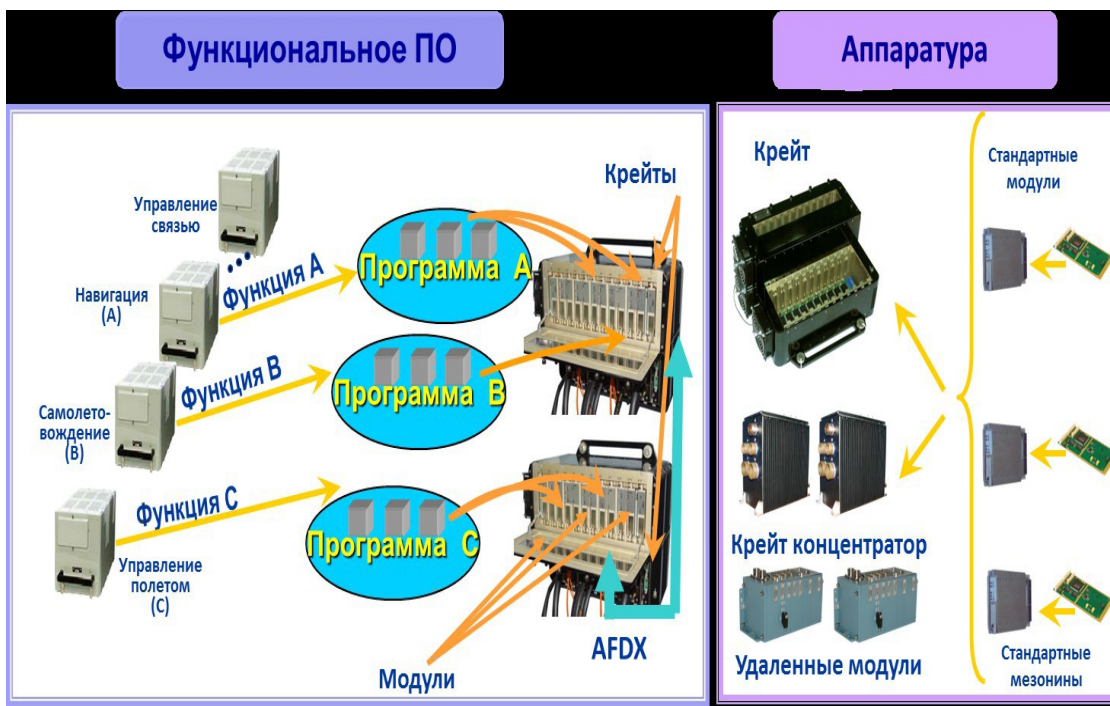 Функциональное ПО
Аппаратура
Управление
связью
Навигация
(A)
Самолето-
вождение
(B)
Управление
полетом
(C)
Функция A
Функция B
Функция C
Программа A
Программа B
Программа C
Крейты
Модули
AFDX
Крейт
Стандартные
модули
Крейт концентратор
Удаленные модули
Стандартные
мезонины